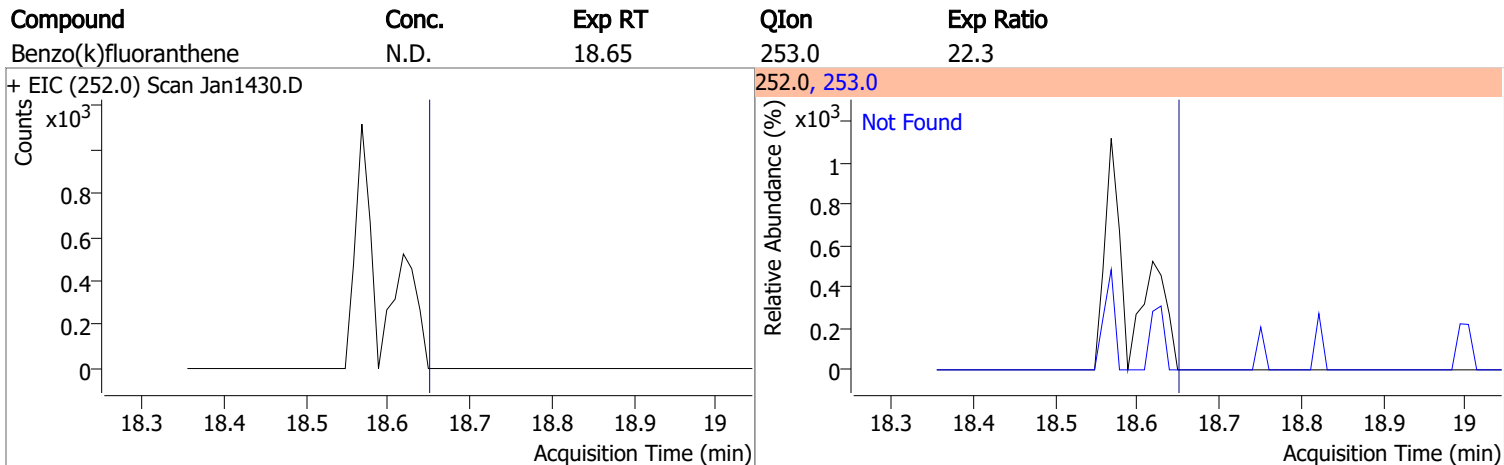 Compound Conc. Exp RT QIon Exp Ratio
Benzo(k)fluoranthene N.D. 18.65 253.0 22.3
+ EIC (252.0) Scan Jan1430.D
Counts
x10³
0.8
0.6
0.4
0.2
0
18.3 18.4 18.5 18.6 18.7 18.8 18.9 19
Acquisition Time (min)
252.0, 253.0
Relative Abundance (%)
x10³
Not Found
1
0.8
0.6
0.4
0.2
0
18.3 18.4 18.5 18.6 18.7 18.8 18.9 19
Acquisition Time (min)